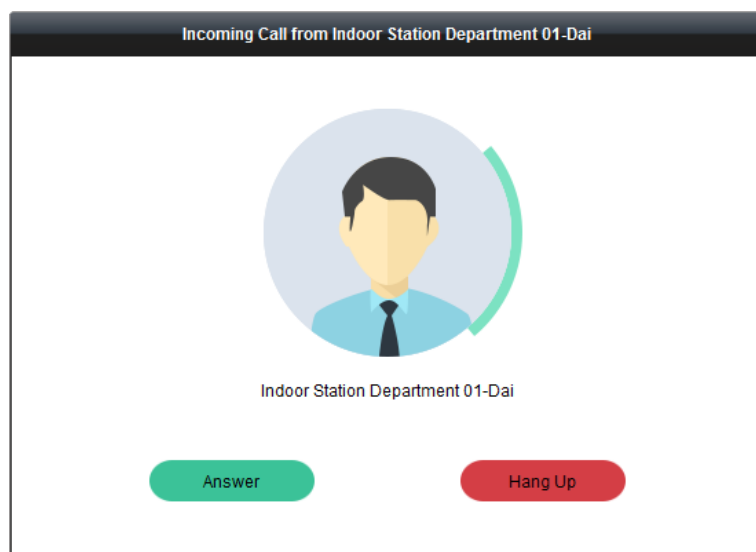 Incoming Call from Indoor Station Department 01-Dai
Indoor Station Department 01-Dai
Answer
Hang Up